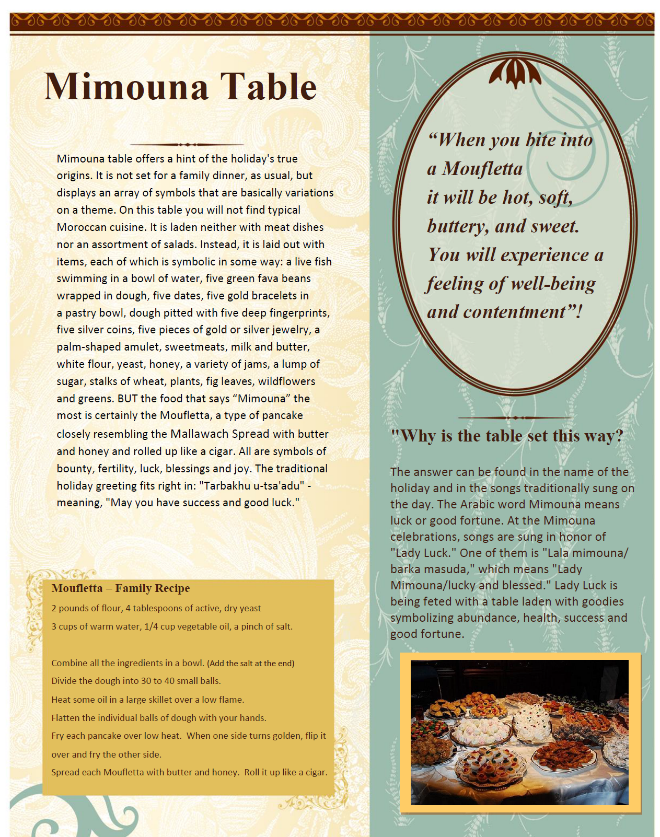 Mimouna Table
Mimouna table offers a hint of the holiday's true
origins. It is not set for a family dinner, as usual, but
displays an array of symbols that are basically variations
on a theme. On this table you will not find typical
Moroccan cuisine. It is laden neither with meat dishes
nor an assortment of salads. Instead, it is laid out with
items, each of which is symbolic in some way: a live fish
swimming in a bowl of water, five green fava beans
wrapped in dough, five dates, five gold bracelets in
a pastry bowl, dough pitted with five deep fingerprints,
five silver coins, five pieces of gold or silver jewelry, a
palm-shaped amulet, sweetmeats, milk and butter,
white flour, yeast, honey, a variety of jams, a lump of
sugar, stalks of wheat, plants, fig leaves, wildflowers
and greens. BUT the food that says “Mimouna” the
most is certainly the Moufletta, a type of pancake
closely resembling the Mallawach Spread with butter
and honey and rolled up like a cigar. All are symbols of
bounty, fertility, luck, blessings and joy. The traditional
holiday greeting fits right in: "Tarbakhu u-tsa'adu" -
meaning, "May you have success and good luck."
Moufletta – Family Recipe
2 pounds of flour, 4 tablespoons of active, dry yeast
3 cups of warm water, 1/4 cup vegetable oil, a pinch of salt.
Combine all the ingredients in a bowl. (Add the salt at the end)
Divide the dough into 30 to 40 small balls.
Heat some oil in a large skillet over a low flame.
Flatten the individual balls of dough with your hands.
Fry each pancake over low heat. When one side turns golden, flip it
over and fry the other side.
Spread each Moufletta with butter and honey. Roll it up like a cigar.
“When you bite into
a Moufletta
it will be hot, soft,
buttery, and sweet.
You will experience a
feeling of well-being
and contentment”!
"Why is the table set this way?
The answer can be found in the name of the
holiday and in the songs traditionally sung on
the day. The Arabic word Mimouna means
luck or good fortune. At the Mimouna
celebrations, songs are sung in honor of
"Lady Luck." One of them is "Lala mimouna/
barka masuda," which means "Lady
Mimouna/lucky and blessed." Lady Luck is
being feted with a table laden with goodies
symbolizing abundance, health, success and
good fortune.